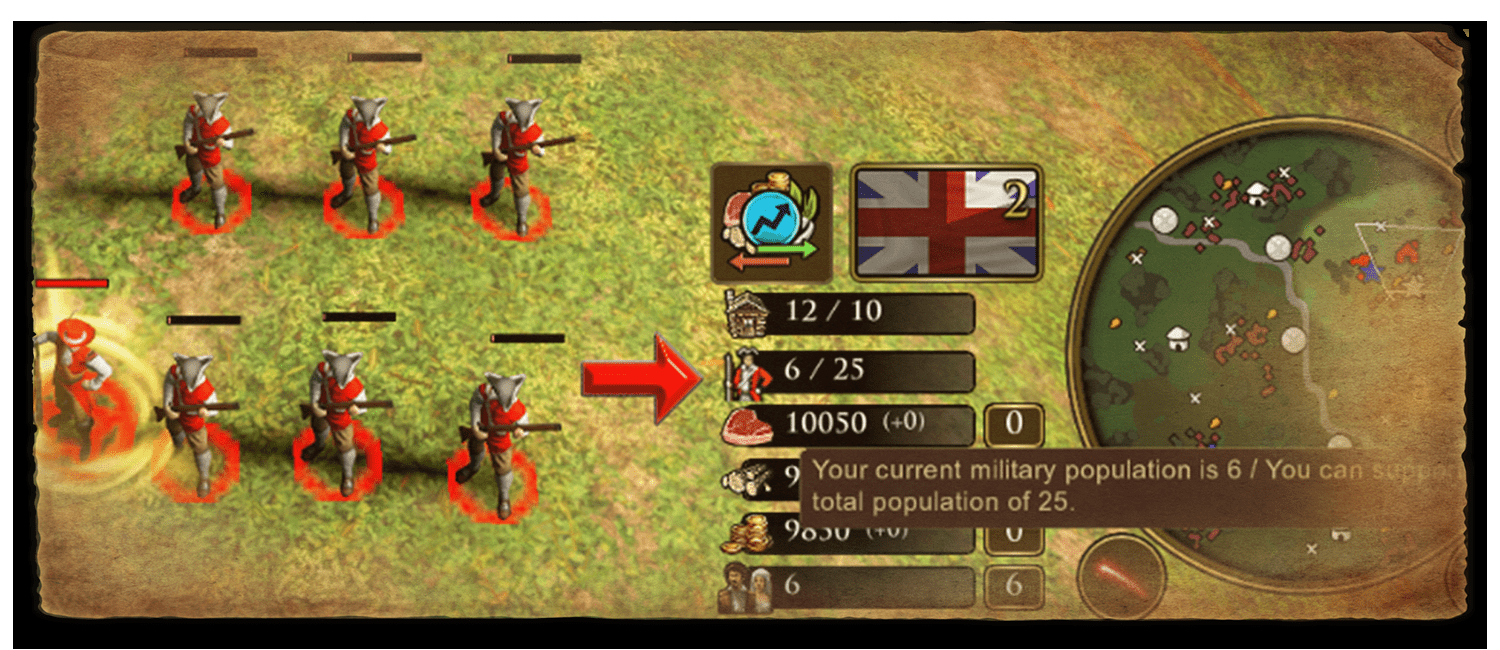 2
12 / 10
6 / 25
10050 (+0) 0
9
Your current military population is 6 / You can
total population of 25.
9850 (+0) 0
6 6